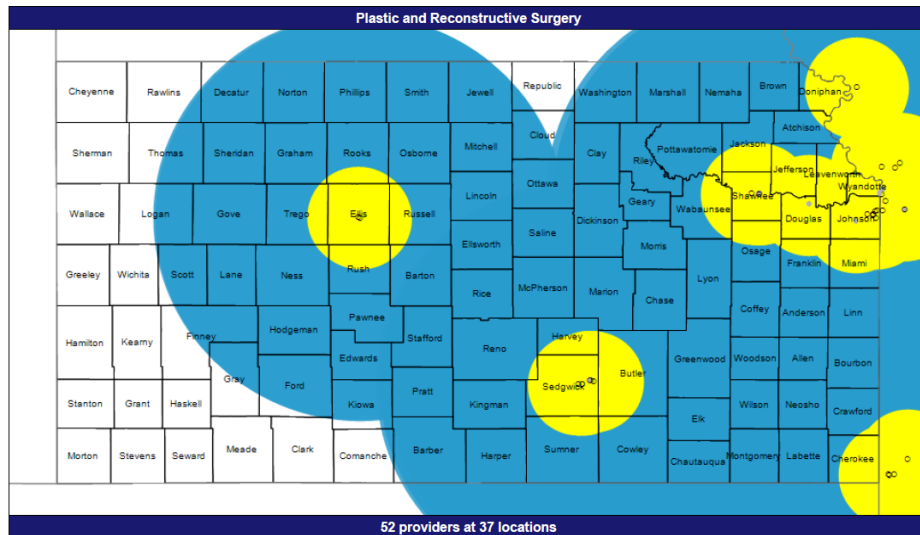 Plastic and Reconstructive Surgery
Cheyenne Rawlins Decatur Norton Phillips Smith Jewell Republic Washington Marshall Nemaha Brown Doniphan
Sherman Thomas Sheridan Graham Rooks Osborne Mitchell Cloud Clay Riley Pottawatomie Jackson Atchison
Jefferson Leavenworth
Wallace Logan Gove Trego Ellis Russell Lincoln Ottawa Geary Wabaunsee Shawnee Wyandotte
Saline Dickinson Morris Douglas Johnson
Greeley Wichita Scott Lane Ness Rush Barton Ellsworth Lyon Osage Franklin Miami
Rice McPherson Marion Chase
Hamilton Kearny Finney Hodgeman Pawnee Stafford Coffey Anderson Linn
Edwards Reno Harvey
Gray Ford Sedgwick Butler Greenwood Woodson Allen Bourbon
Stanton Grant Haskell Kiowa Pratt Kingman Elk Wilson Neosho Crawford
Morton Stevens Seward Meade Clark Comanche Barber Harper Sumner Cowley Chautauqua Montgomery Labette Cherokee
52 providers at 37 locations